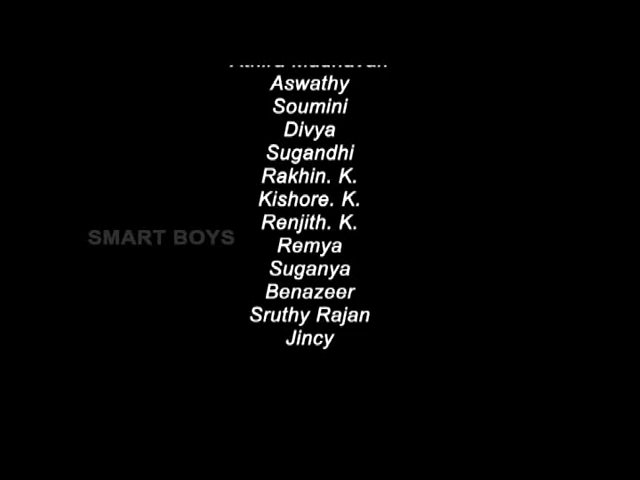 Aswathy
Soumini
Divya
Sugandhi
Rakhin. K.
Kishore. K.
Renjith. K.
SMART BOYS
Remya
Suganya
Benazeer
Sruthy Rajan
Jincy